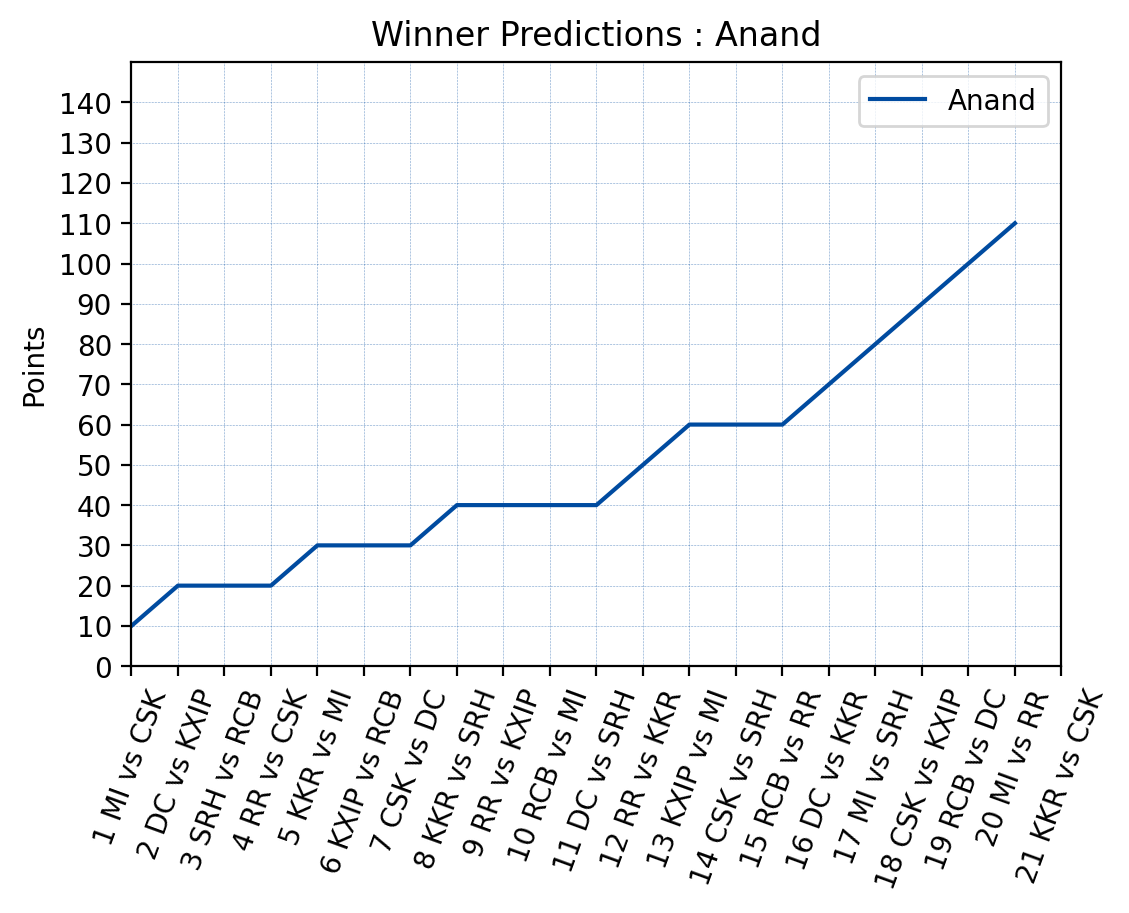 Winner Predictions : Anand
Anand
Points
140
130
120
110
100
90
80
70
60
50
40
30
20
10
0
1 MI vs CSK
2 DC vs KXIP
3 SRH vs RCB
4 RR vs CSK
5 KKR vs MI
6 KXIP vs RCB
7 CSK vs DC
8 KKR vs SRH
9 RR vs KXIP
10 RCB vs MI
11 DC vs SRH
12 RR vs KKR
13 KXIP vs MI
14 CSK vs SRH
15 RCB vs RR
16 DC vs KKR
17 MI vs SRH
18 CSK vs KXIP
19 RCB vs DC
20 MI vs RR
21 KKR vs CSK